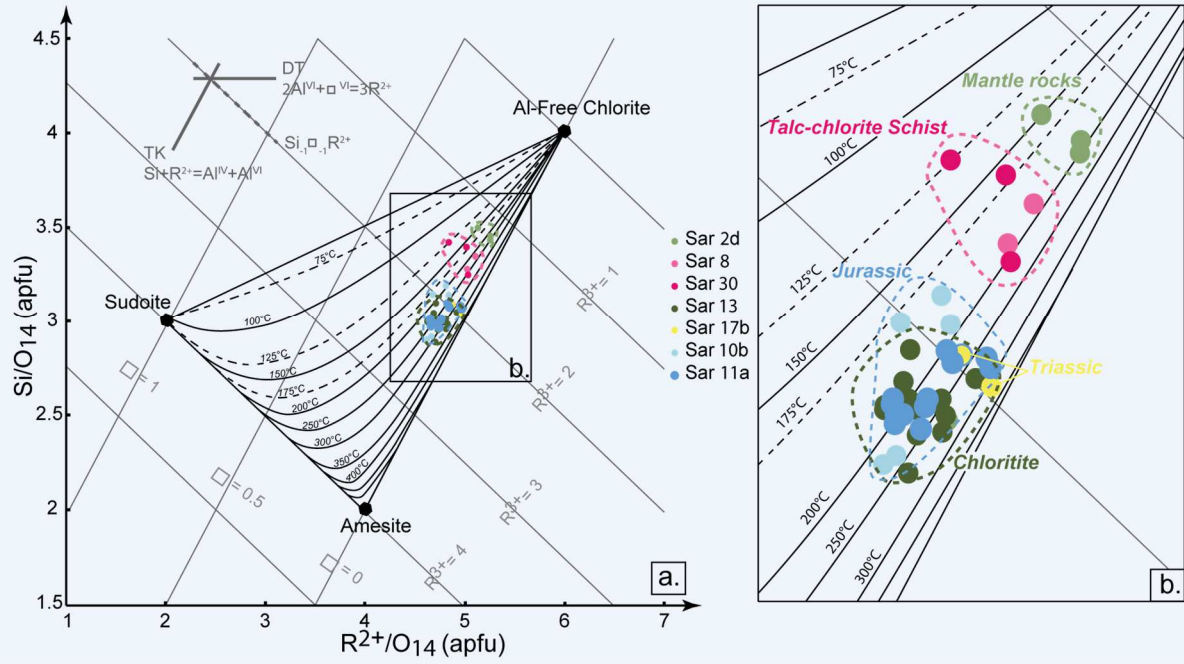 4.5
4
3.5
3
2.5
2
1.5
1
2
3
4
5
6
7
Si/O14 (apfu)
R2+/O14 (apfu)
DT
2AlVI+□VI=3R2+
Si-1□-1R2+
TK
Si+R2+=AlIV+AlVI
Al-Free Chlorite
Sudoite
Amesite
75°C
100°C
125°C
150°C
175°C
200°C
250°C
300°C
350°C
400°C
□ = 1
□ = 0.5
□ = 0
R3+= 1
R3+= 2
R3+= 3
R3+= 4
b.
a.
Sar 2d
Sar 8
Sar 30
Sar 13
Sar 17b
Sar 10b
Sar 11a
75°C
Mantle rocks
Talc-chlorite Schist
100°C
125°C
Jurassic
150°C
Triassic
175°C
Chloritite
200°C
250°C
300°C
b.